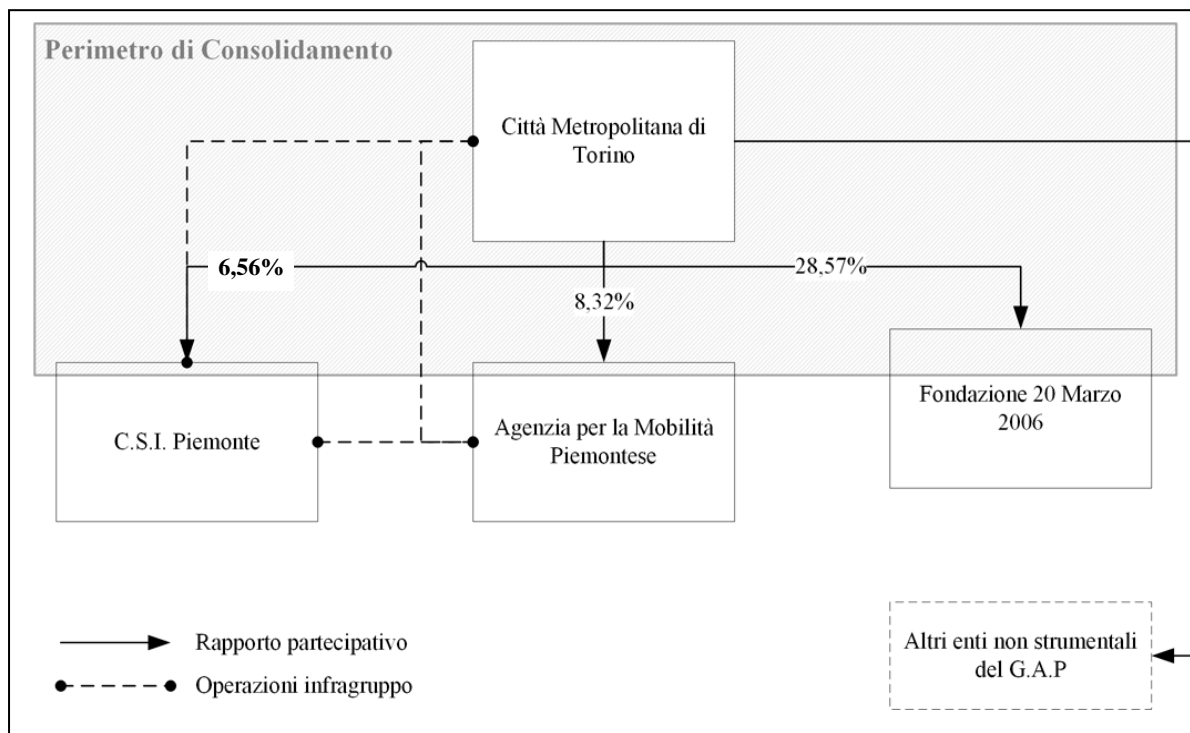 Perimetro di Consolidamento
Città Metropolitana di
Torino
6,56%
28,57%
8,32%
C.S.I. Piemonte
Agenzia per la Mobilità
Piemontese
Fondazione 20 Marzo
2006
Rapporto partecipativo
Operazioni infragruppo
Altri enti non strumentali
del G.A.P